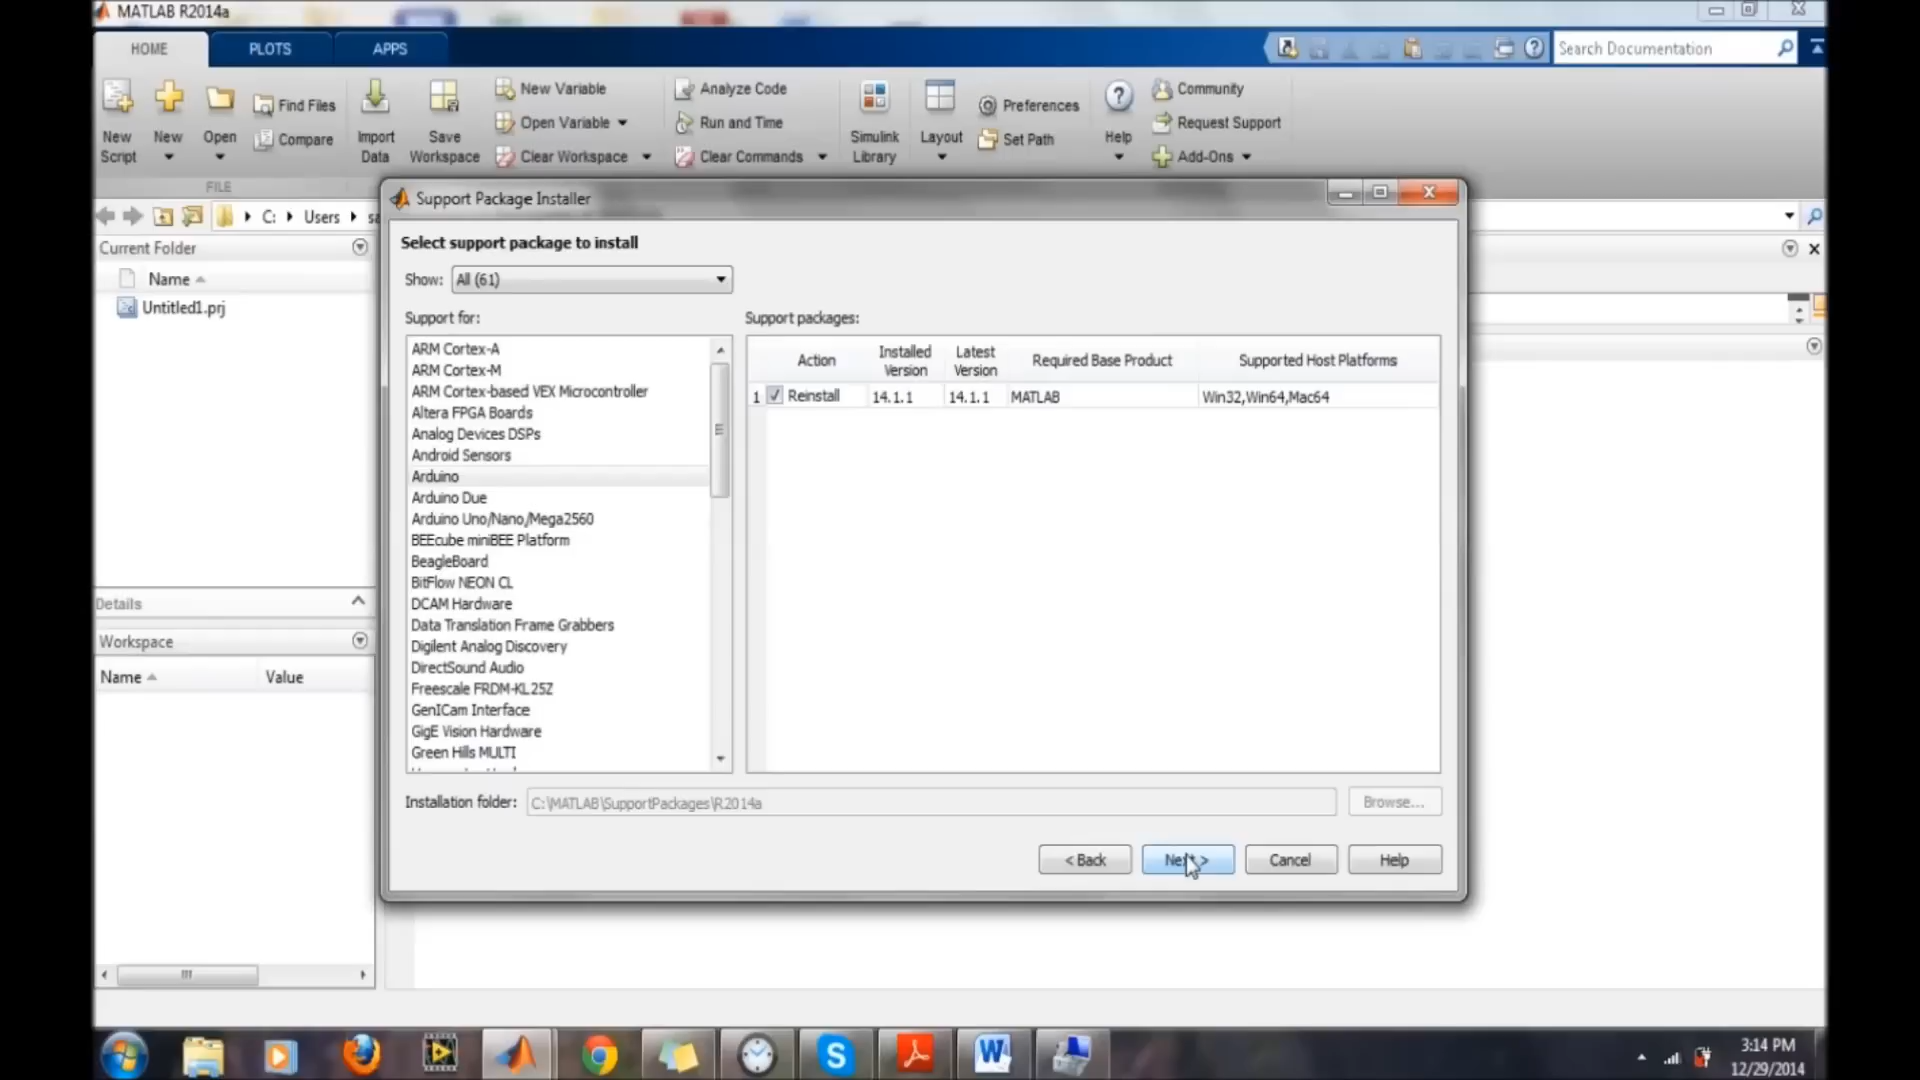 MATLAB R2014a
HOME
PLOTS
APPS
Search Documentation
New Script
New
Open
Find Files
Compare
Import Data
Save Workspace
New Variable
Open Variable
Clear Workspace
Analyze Code
Run and Time
Clear Commands
Simulink Library
Layout
Preferences
Set Path
Help
Community
Request Support
Add-Ons
FILE
C:
Users
Current Folder
Name
Untitled1.prj
Details
Workspace
Name
Value
Support Package Installer
Select support package to install
Show: All (61)
Support for:
ARM Cortex-A
ARM Cortex-M
ARM Cortex-based VEX Microcontroller
Altera FPGA Boards
Analog Devices DSPs
Android Sensors
Arduino
Arduino Due
Arduino Uno/Nano/Mega2560
BEEcube miniBEE Platform
BeagleBoard
BitFlow NEON CL
DCAM Hardware
Data Translation Frame Grabbers
Digilent Analog Discovery
DirectSound Audio
Freescale FRDM-KL25Z
GenICam Interface
GigE Vision Hardware
Green Hills MULTI
Support packages:
Action
Installed Version
Latest Version
Required Base Product
Supported Host Platforms
1 Reinstall 14.1.1 14.1.1 MATLAB Win32,Win64,Mac64
Installation folder: C:\MATLAB\SupportPackages\R2014a
Browse...
< Back
Next >
Cancel
Help
3:14 PM
12/29/2014